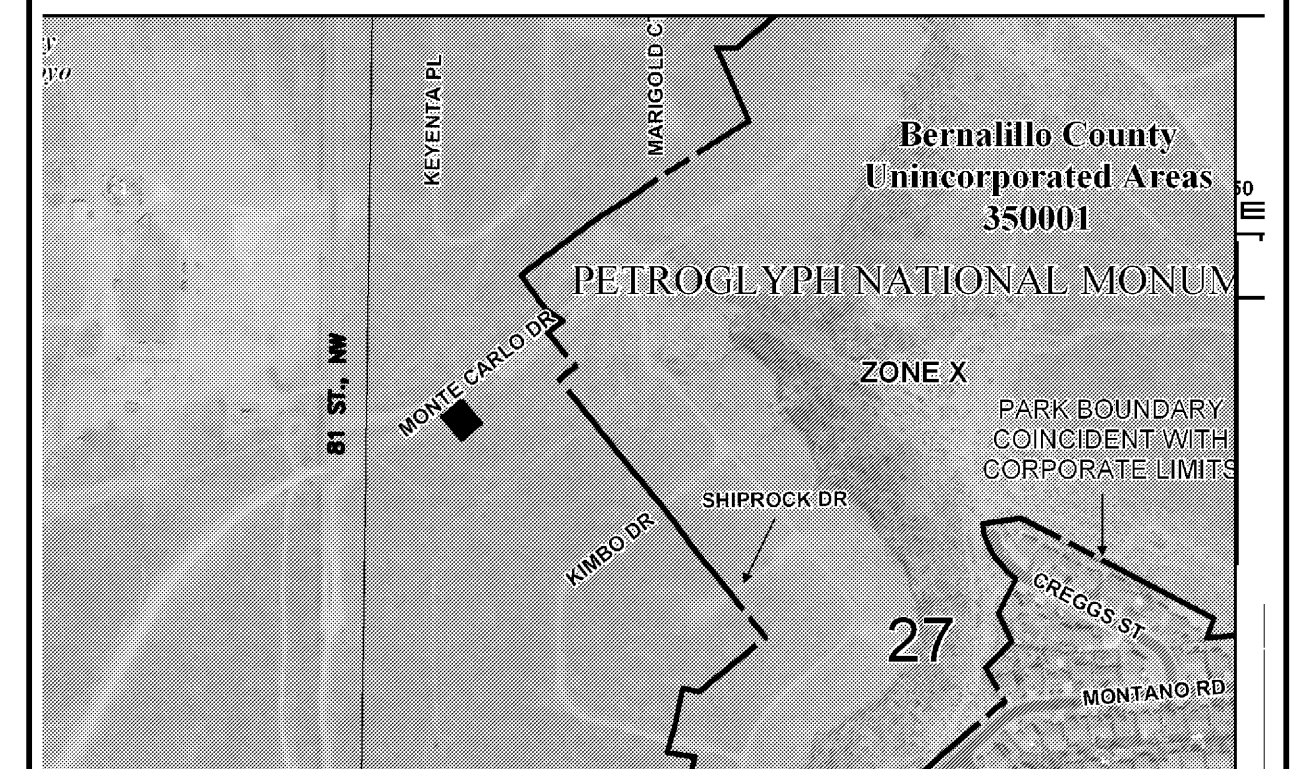 oyo
KEYENTA PL
MARIGOLD C
Bernalillo County
Unincorporated Areas
350001
PETROGLYPH NATIONAL MONUM
81 ST., NW
MONTE CARLO DR
ZONE X
PARK BOUNDARY
COINCIDENT WITH
CORPORATE LIMITS
SHIPROCK DR
KIMBO DR
CREGGS ST
27
MONTANO RD